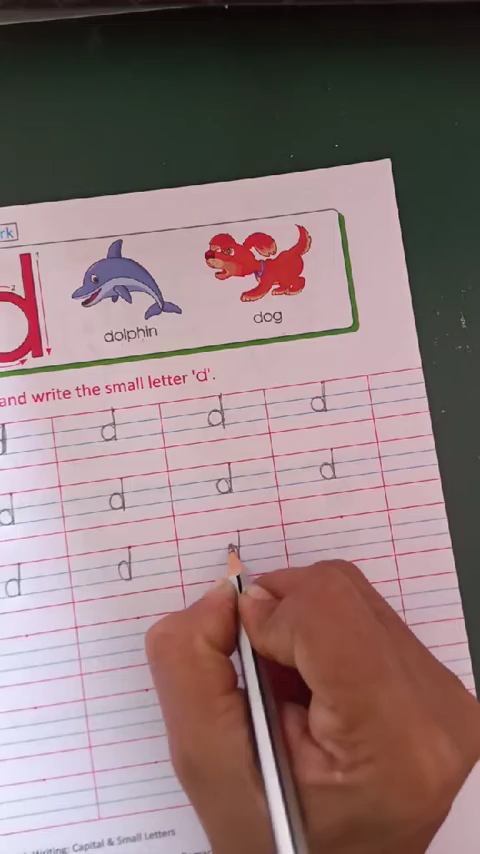 rk
d
dolphin
dog
and write the small letter 'd'.
d d d d
d d d d
d d d
Writing: Capital & Small Letters